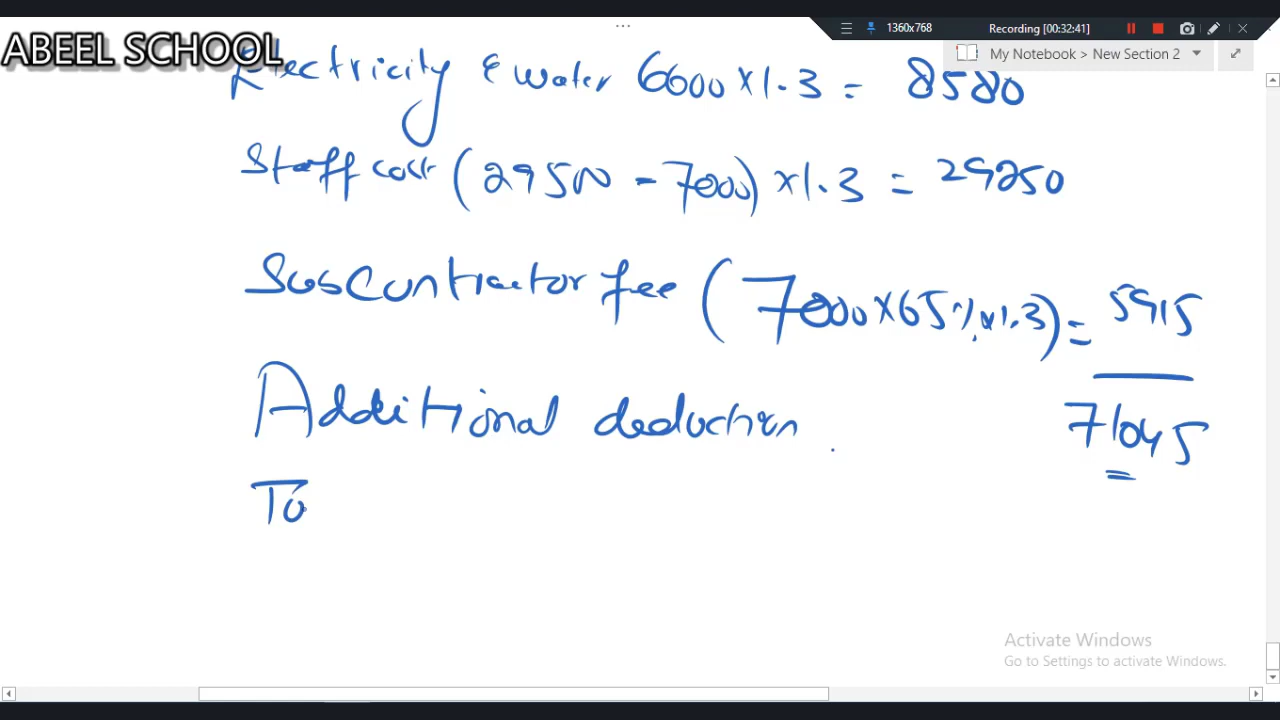 1360x768
Recording [00:32:41]
ABEEL SCHOOL
My Notebook > New Section 2
Electricity & water 6600 x 1.3 = 8580
Staff cost (29500 - 7000) x 1.3 = 29250
Subcontractor fee (7000 x 65% x 1.3) = 5915
71045
Additional deduction
To
Activate Windows
Go to Settings to activate Windows.